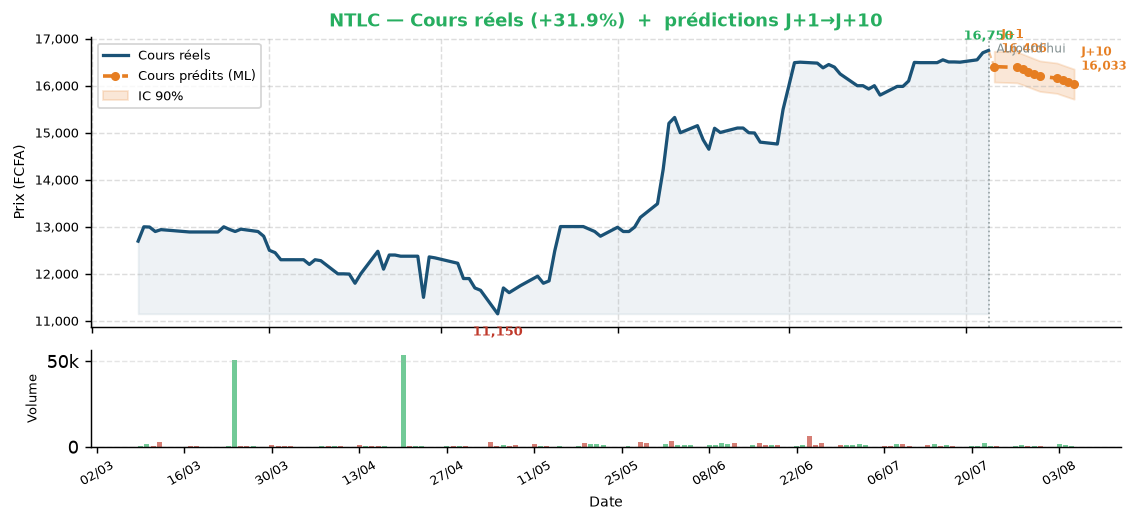 NTLC — Cours réels (+31.9%) + prédictions J+1→J+10
Prix (FCFA)
17,000
16,000
15,000
14,000
13,000
12,000
11,000
Cours réels
Cours prédits (ML)
IC 90%
16,750
J+1
16,406
Aujourd'hui
J+10
16,033
11,150
Volume
50k
0
02/03
16/03
30/03
13/04
27/04
11/05
25/05
08/06
22/06
06/07
20/07
03/08
Date